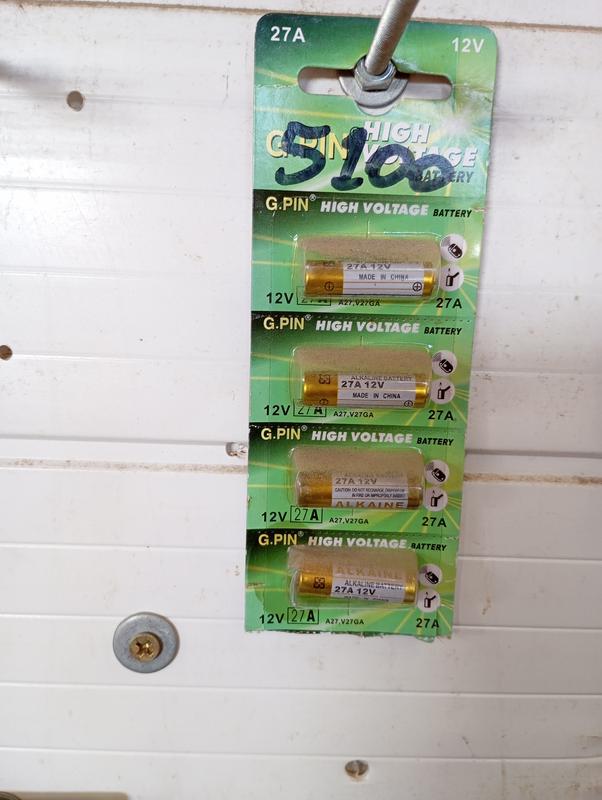 27A 12V
G.PIN HIGH
VOLTAGE
BATTERY
5100
G.PIN® HIGH VOLTAGE BATTERY
27A 12V
MADE IN CHINA
12V 27A A27,V27GA 27A
G.PIN® HIGH VOLTAGE BATTERY
ALKALINE BATTERY
27A 12V
MADE IN CHINA
12V 27A A27,V27GA 27A
G.PIN® HIGH VOLTAGE BATTERY
27A 12V
ALKAINE
12V 27A A27,V27GA 27A
G.PIN® HIGH VOLTAGE BATTERY
ALKAINE
ALKALINE BATTERY
27A 12V
12V 27A A27,V27GA 27A